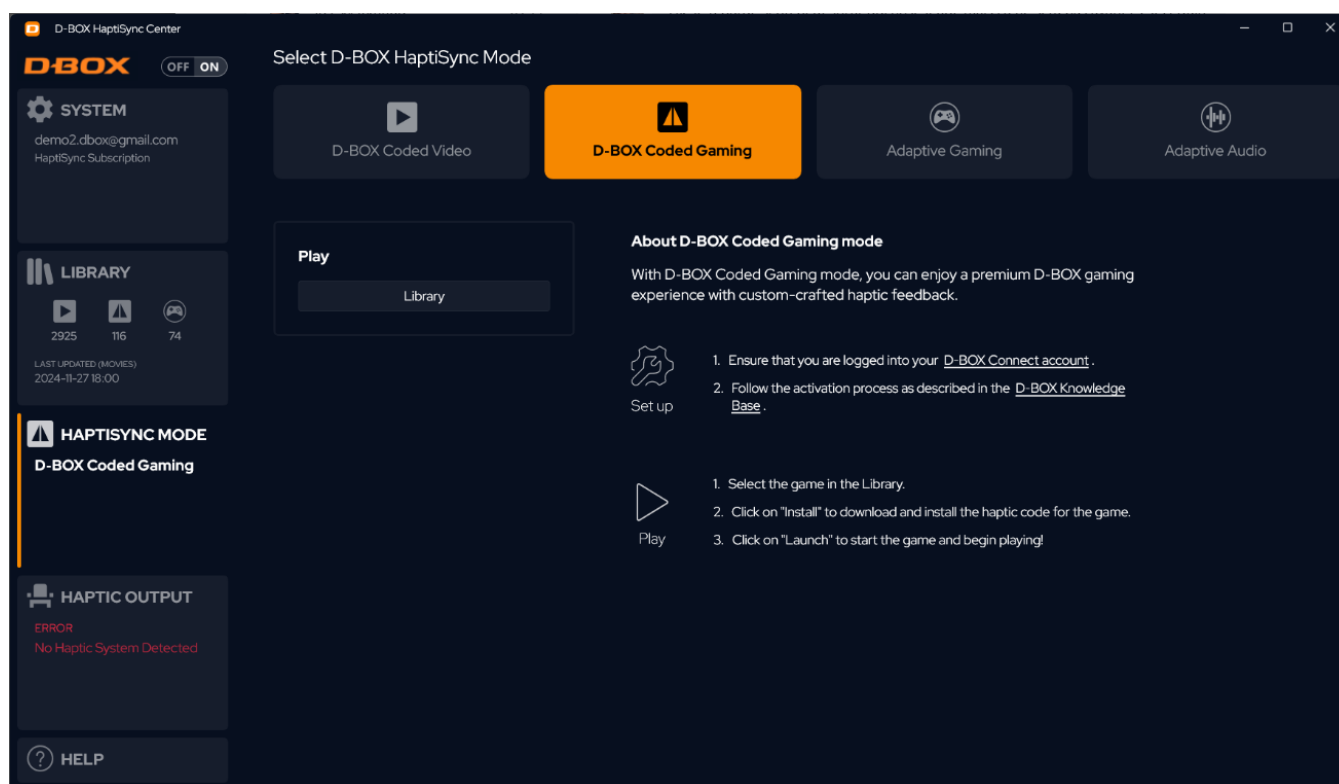 D-BOX HaptiSync Center
D-BOX
OFF ON
SYSTEM
demo2.dbox@gmail.com
HaptiSync Subscription
LIBRARY
2925 116 74
LAST UPDATED (MOVIES)
2024-11-27 18:00
HAPTISYNC MODE
D-BOX Coded Gaming
HAPTIC OUTPUT
ERROR
No Haptic System Detected
HELP
Select D-BOX HaptiSync Mode
D-BOX Coded Video
D-BOX Coded Gaming
Adaptive Gaming
Adaptive Audio
Play
Library
About D-BOX Coded Gaming mode
With D-BOX Coded Gaming mode, you can enjoy a premium D-BOX gaming
experience with custom-crafted haptic feedback.
Set up
1. Ensure that you are logged into your D-BOX Connect account .
2. Follow the activation process as described in the D-BOX Knowledge
Base .
Play
1. Select the game in the Library.
2. Click on "Install" to download and install the haptic code for the game.
3. Click on "Launch" to start the game and begin playing!